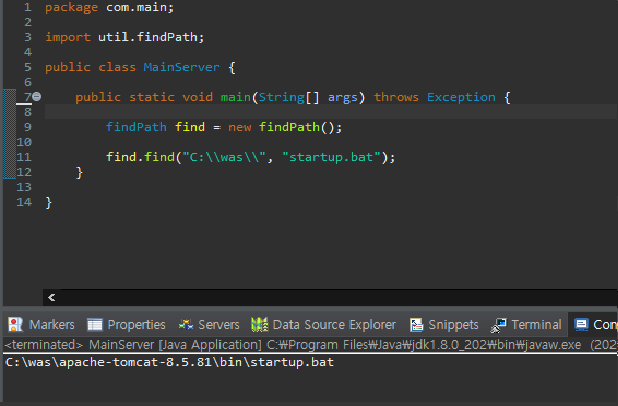 1 package com.main;
2
3 import util.findPath;
4
5 public class MainServer {
6
7 public static void main(String[] args) throws Exception {
8
9 findPath find = new findPath();
10
11 find.find("C:\\was\\", "startup.bat");
12 }
13
14 }
Markers Properties Servers Data Source Explorer Snippets Terminal Con
<terminated> MainServer [Java Application] C:₩Program Files₩Java₩jdk1.8.0_202₩bin₩javaw.exe (202
C:\was\apache-tomcat-8.5.81\bin\startup.bat